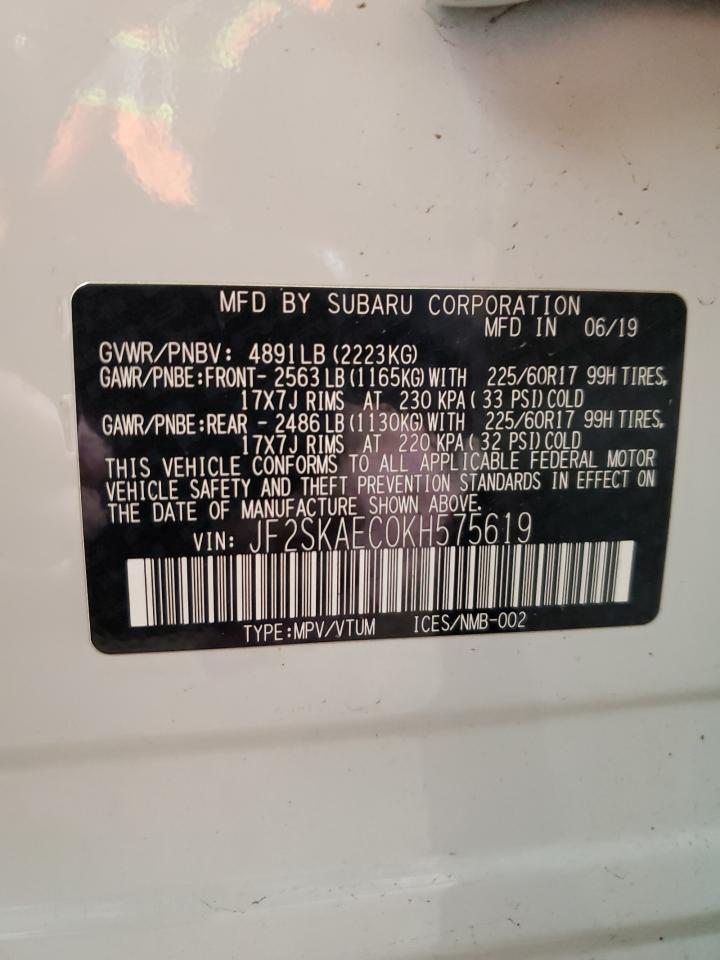 MFD BY SUBARU CORPORATION
MFD IN 06/19
GVWR/PNBV: 4891LB (2223KG)
GAWR/PNBE:FRONT- 2563 LB (1165KG) WITH 225/60R17 99H TIRES,
17X7J RIMS AT 230 KPA ( 33 PSI) COLD
GAWR/PNBE:REAR - 2486 LB (1130KG) WITH 225/60R17 99H TIRES,
17X7J RIMS AT 220 KPA ( 32 PSI) COLD
THIS VEHICLE CONFORMS TO ALL APPLICABLE FEDERAL MOTOR
VEHICLE SAFETY AND THEFT PREVENTION STANDARDS IN EFFECT ON
THE DATE OF MANUFACTURE SHOWN ABOVE.
VIN: JF2SKAEC0KH575619
TYPE:MPV/VTUM ICES/NMB-002